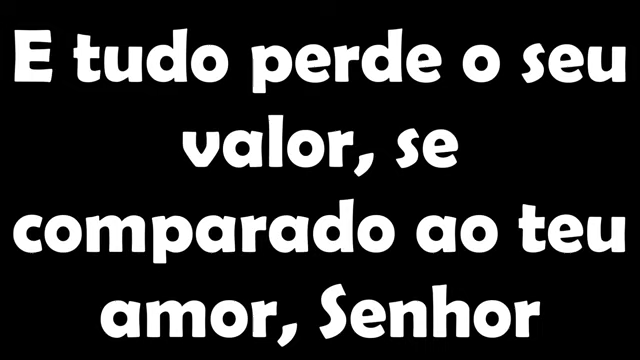 E tudo perde o seu
valor, se
comparado ao teu
amor, Senhor